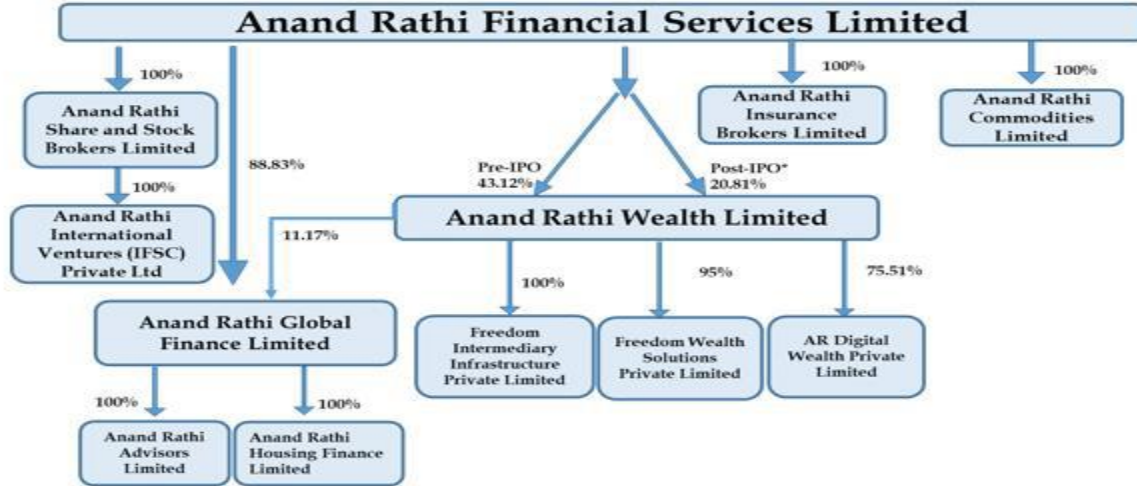 Anand Rathi Financial Services Limited
100%
Anand Rathi
Share and Stock
Brokers Limited
100%
Anand Rathi
International
Ventures (IFSC)
Private Ltd
88.83%
Pre-IPO
43.12%
Post-IPO*
20.81%
100%
Anand Rathi
Insurance
Brokers Limited
100%
Anand Rathi
Commodities
Limited
Anand Rathi Wealth Limited
11.17%
100%
95%
75.51%
Anand Rathi Global
Finance Limited
Freedom
Intermediary
Infrastructure
Private Limited
Freedom Wealth
Solutions
Private Limited
AR Digital
Wealth Private
Limited
100%
100%
Anand Rathi
Advisors
Limited
Anand Rathi
Housing Finance
Limited